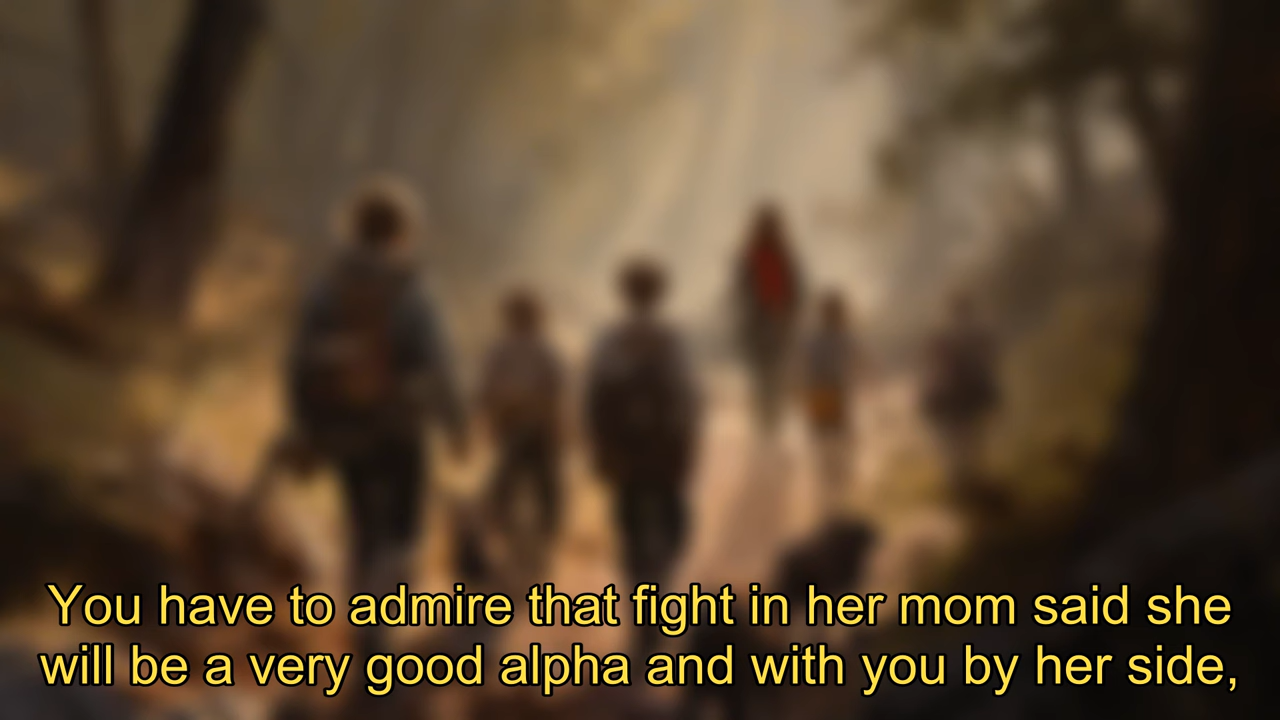 You have to admire that fight in her mom said she
will be a very good alpha and with you by her side,